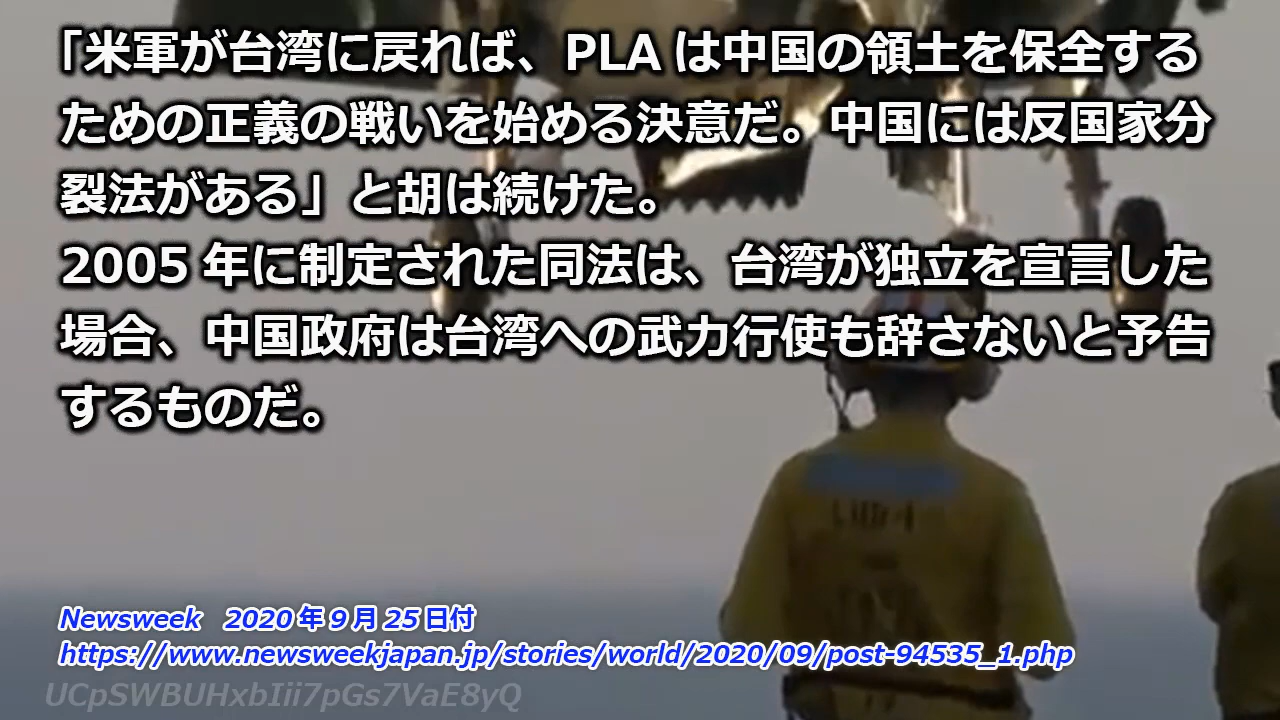 「米軍が台湾に戻れば、PLA は中国の領土を保全する
ための正義の戦いを始める決意だ。中国には反国家分
裂法がある」と胡は続けた。
2005 年に制定された同法は、台湾が独立を宣言した
場合、中国政府は台湾への武力行使も辞さないと予告
するものだ。
Newsweek 2020 年 9 月 25 日付
https://www.newsweekjapan.jp/stories/world/2020/09/post-94535_1.php
UCpSWBUHxbIii7pGs7VaE8yQ